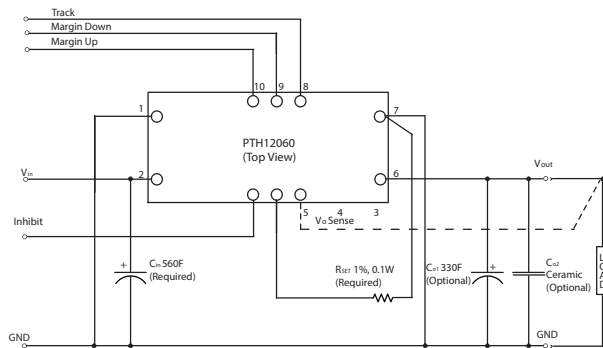 Track
Margin Down
Margin Up
10 9 8
1
7
PTH12060
(Top View)
Vin
2
6
Vout
5 4 3
Vo Sense
Inhibit
+
Cin 560F
(Required)
RSET 1%, 0.1W
(Required)
Co1 330F
(Optional)
+
Co2
Ceramic
(Optional)
LOAD
GND
GND